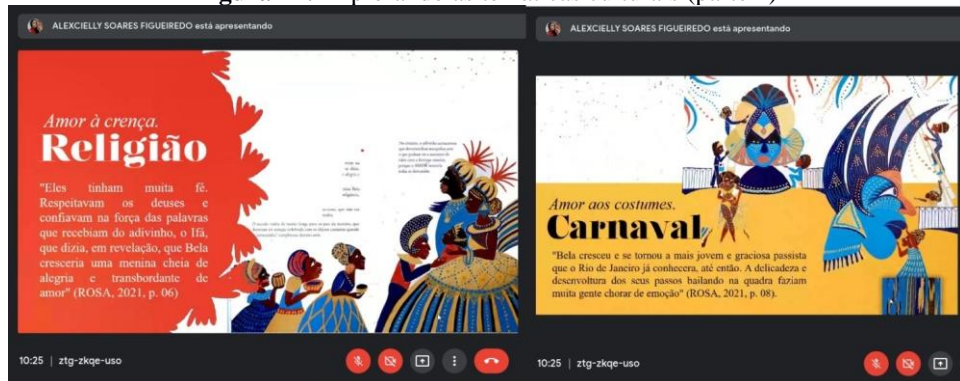 ALEXCIELLY SOARES FIGUEIREDO está apresentando
Amor à crença.
Religião
"Eles tinham muita fé.
Respeitavam os deuses e
confiavam na força das palavras
que recebiam do adivinho, o Ifá,
que dizia, em revelação, que Bela
cresceria uma menina cheia de
alegria e transbordante de
amor" (ROSA, 2021, p. 06)
10:25 | ztg-zkqe-uso
ALEXCIELLY SOARES FIGUEIREDO está apresentando
Amor aos costumes.
Carnaval
"Bela cresceu e se tornou a mais jovem e graciosa passista
que o Rio de Janeiro já conhecera, até então. A delicadeza e
desenvoltura dos seus passos bailando na quadra faziam
muita gente chorar de emoção" (ROSA, 2021, p. 08).
10:25 | ztg-zkqe-uso